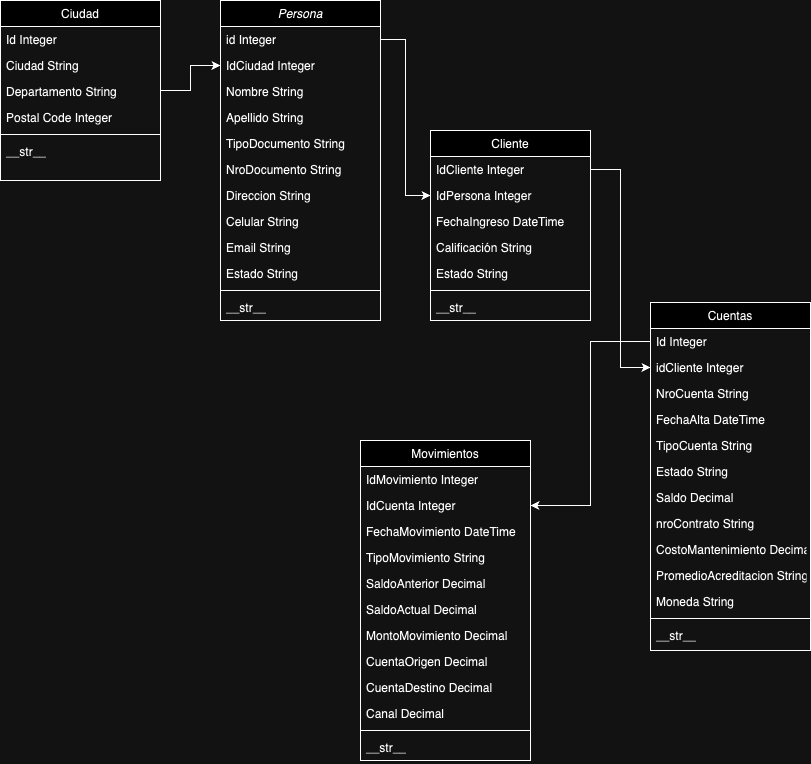 Ciudad
Id Integer
Ciudad String
Departamento String
Postal Code Integer
__str__
Persona
id Integer
IdCiudad Integer
Nombre String
Apellido String
TipoDocumento String
NroDocumento String
Direccion String
Celular String
Email String
Estado String
__str__
Cliente
IdCliente Integer
IdPersona Integer
FechaIngreso DateTime
Calificación String
Estado String
__str__
Cuentas
Id Integer
idCliente Integer
NroCuenta String
FechaAlta DateTime
TipoCuenta String
Estado String
Saldo Decimal
nroContrato String
CostoMantenimiento Decima
PromedioAcreditacion String
Moneda String
__str__
Movimientos
IdMovimiento Integer
IdCuenta Integer
FechaMovimiento DateTime
TipoMovimiento String
SaldoAnterior Decimal
SaldoActual Decimal
MontoMovimiento Decimal
CuentaOrigen Decimal
CuentaDestino Decimal
Canal Decimal
__str__